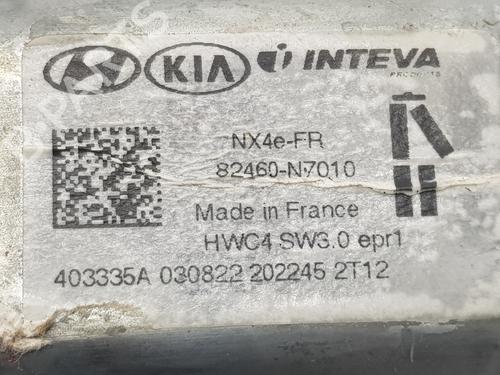 KIA INTEVA
PRODUCTS
NX4e-FR
82460-N7010
Made in France
HWC4 SW3.0 epr1
403335A 030822 202245 2T12